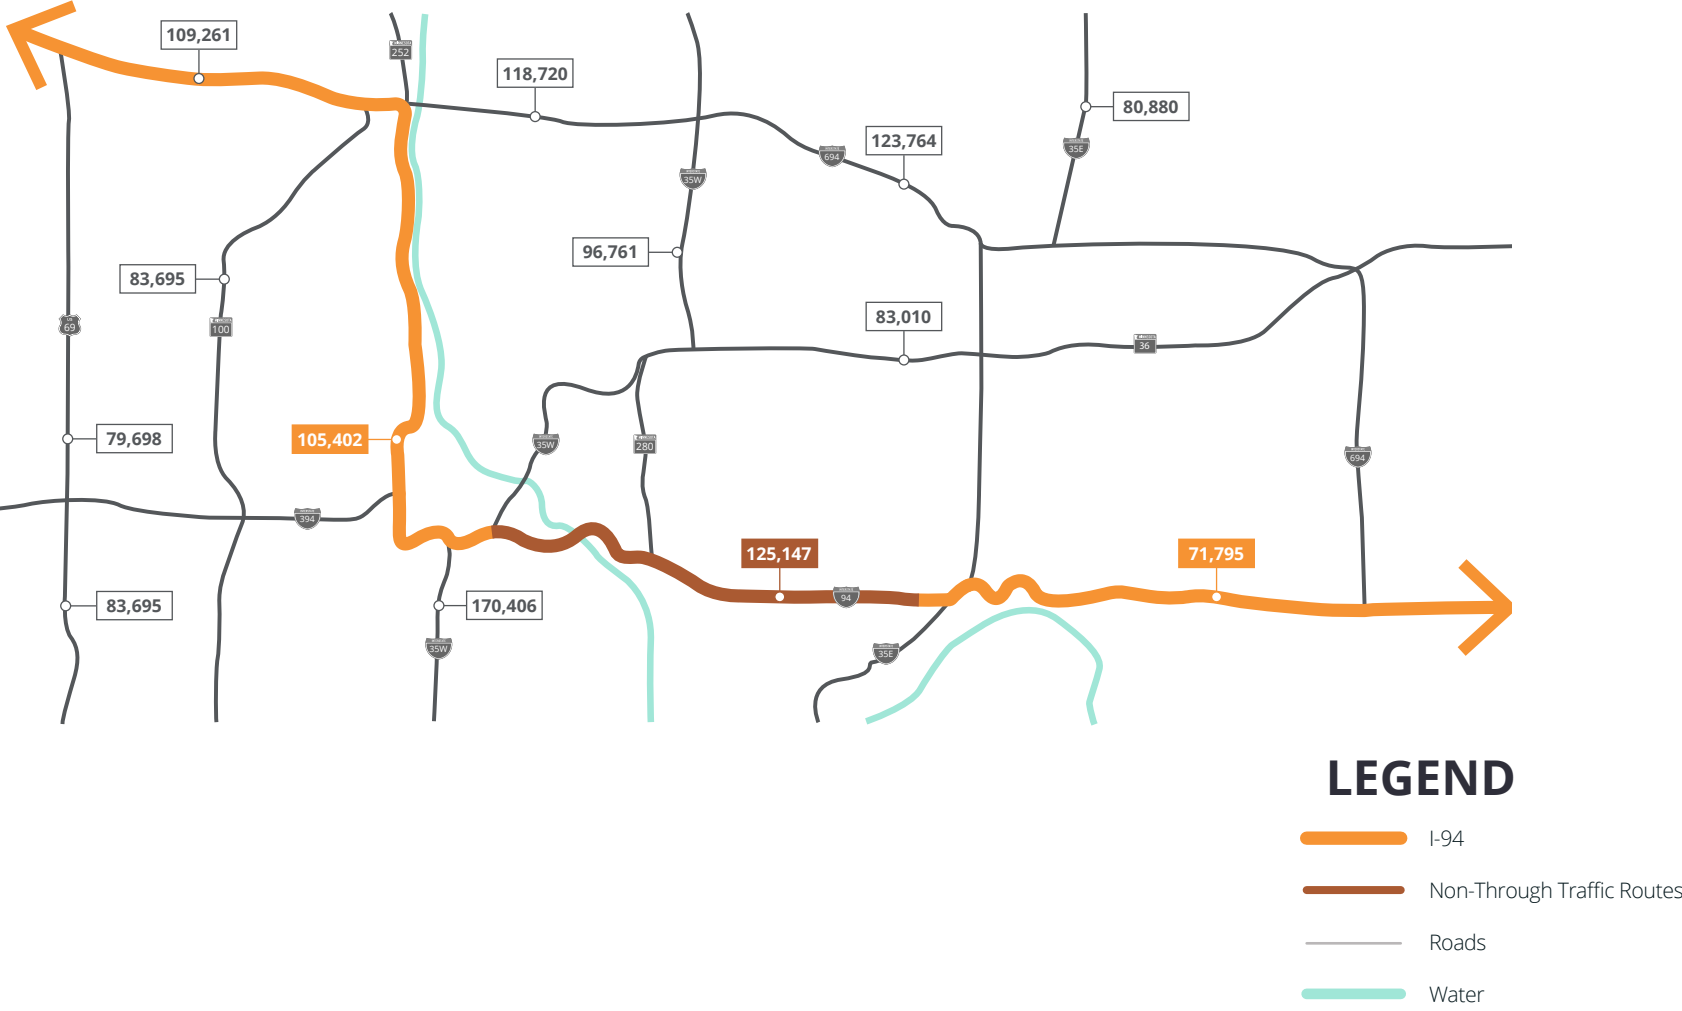 109,261
252
118,720
80,880
123,764
694
35E
35W
96,761
83,695
83,010
69
100
36
79,698
105,402
35W
280
694
394
125,147
71,795
94
83,695
170,406
35W
35E
LEGEND
I-94
Non-Through Traffic Routes
Roads
Water